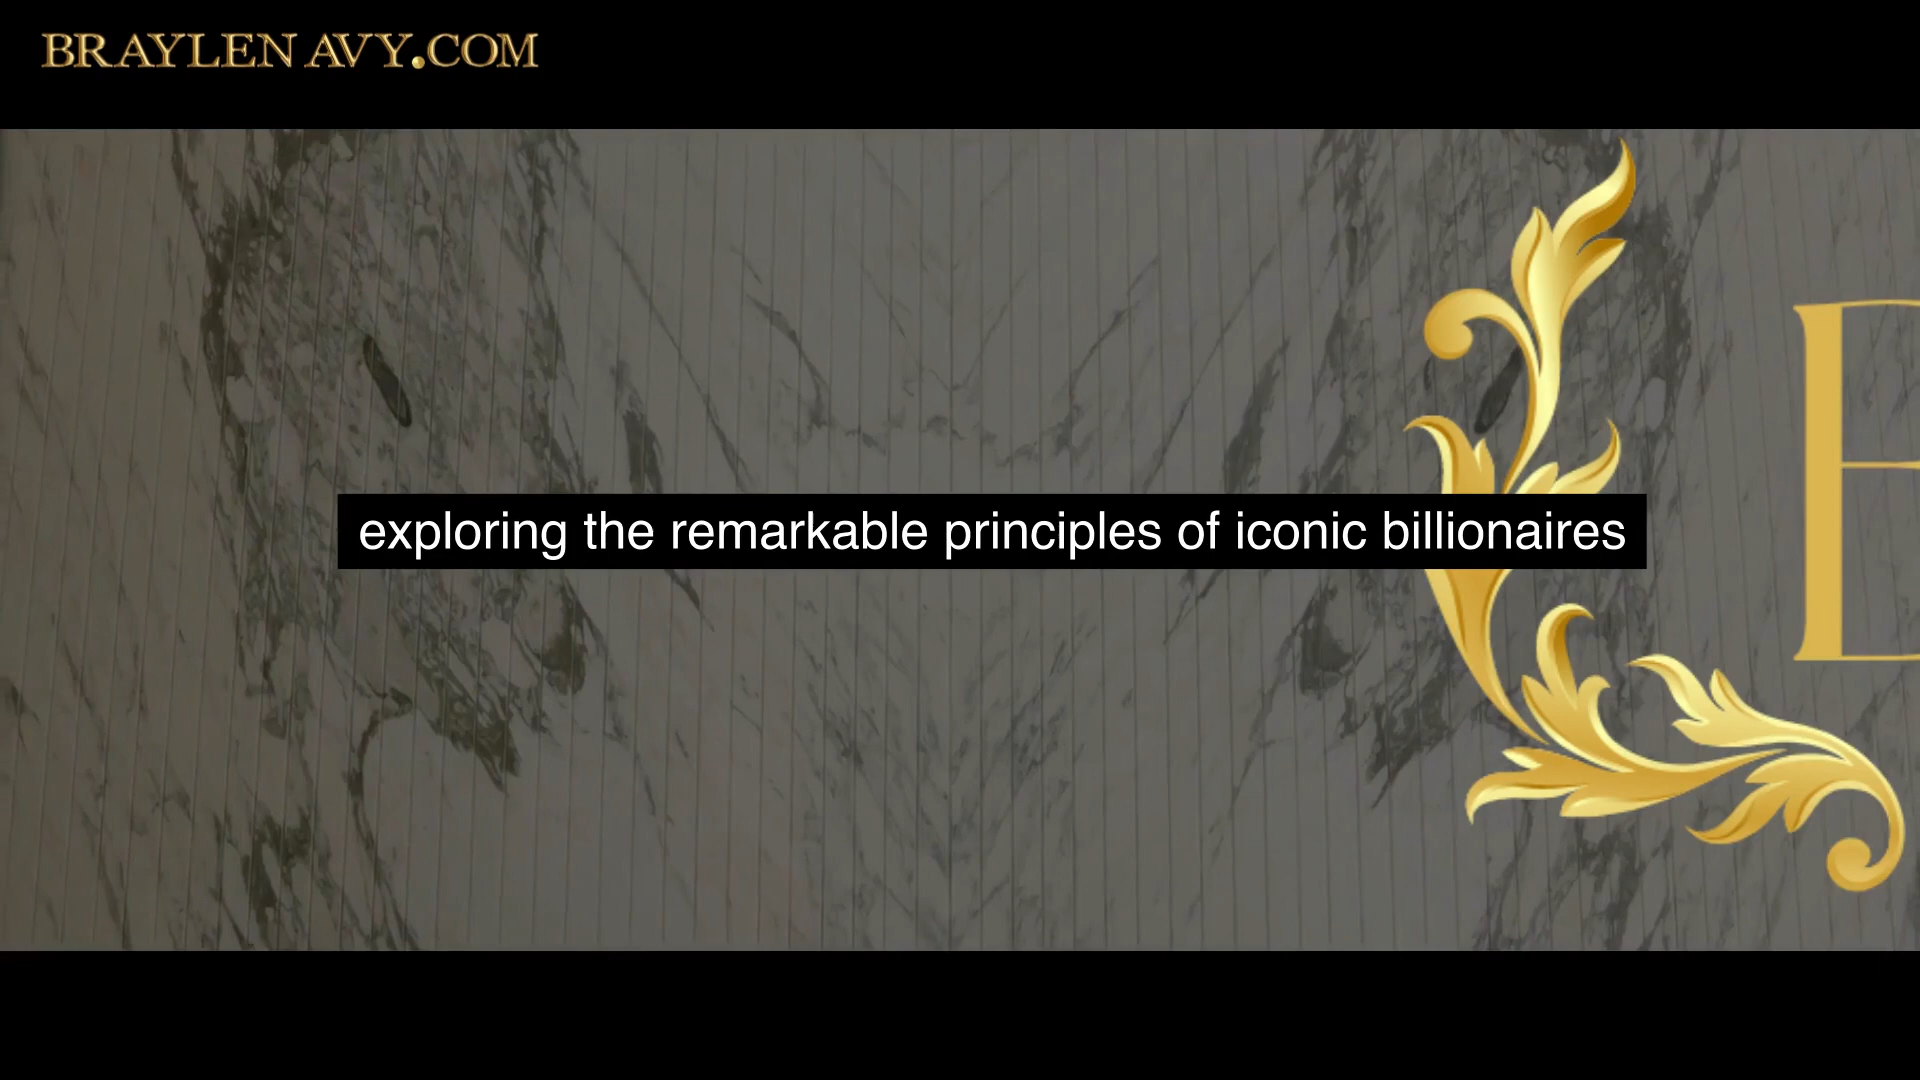 BRAYLEN AVY.COM
exploring the remarkable principles of iconic billionaires